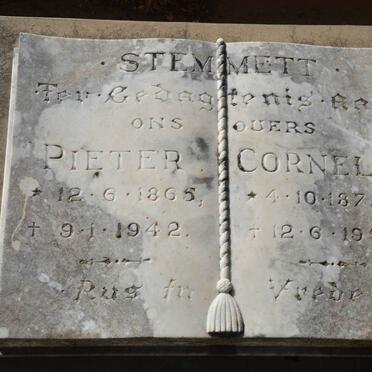 · STEMMETT ·
Ter Gedagtenis Aa
ONS OUERS
PIETER CORNEL
* 12·6·1865, * 4·10·187
† 9·1·1942. † 12·6·19
Rus In Vrede